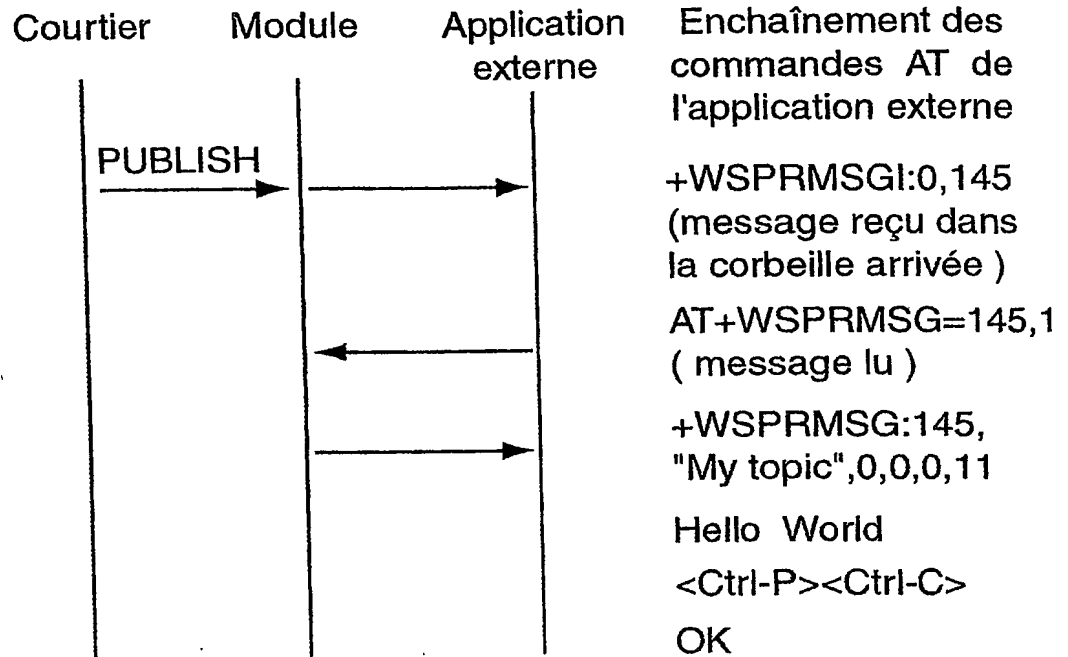 Courtier
Module
Application
externe
Enchaînement des
commandes AT de
l'application externe
PUBLISH
+WSPRMSGI:0,145
(message reçu dans
la corbeille arrivée )
AT+WSPRMSG=145,1
( message lu )
+WSPRMSG:145,
"My topic",0,0,0,11
Hello World
<Ctrl-P><Ctrl-C>
OK